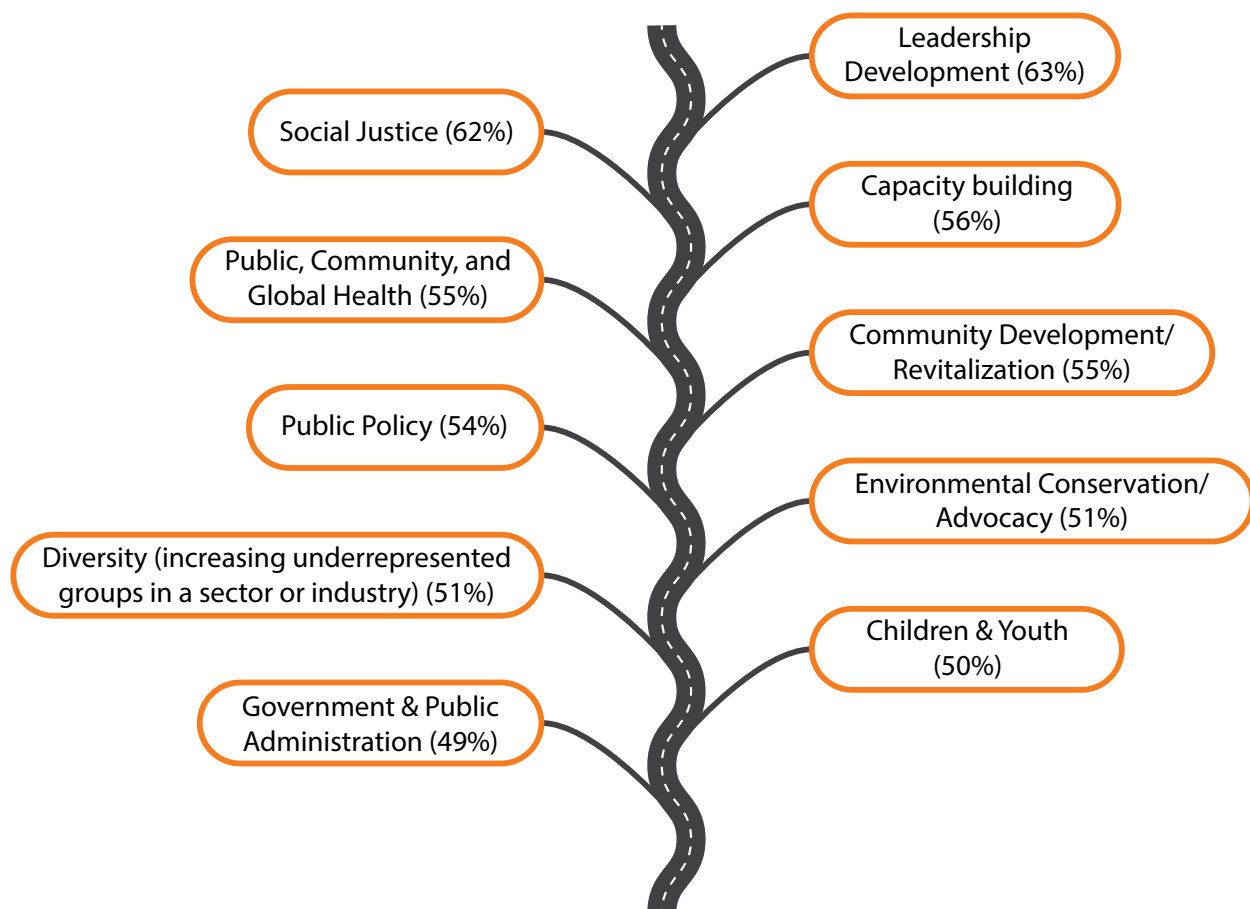 Leadership
Development (63%)
Social Justice (62%)
Capacity building
(56%)
Public, Community, and
Global Health (55%)
Community Development/
Revitalization (55%)
Public Policy (54%)
Environmental Conservation/
Advocacy (51%)
Diversity (increasing underrepresented
groups in a sector or industry) (51%)
Children & Youth
(50%)
Government & Public
Administration (49%)